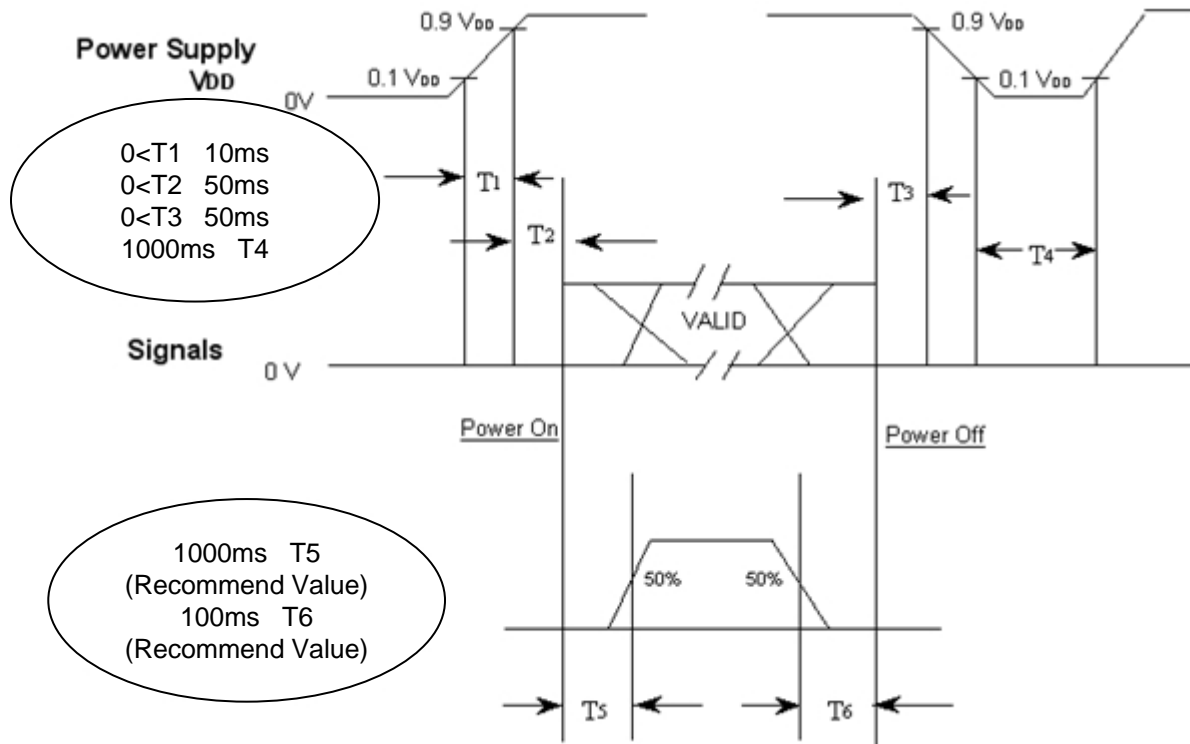 0.9 VDD
0.9 VDD
Power Supply
VDD
0.1 VDD
0.1 VDD
0V
0<T1 10ms
0<T2 50ms
0<T3 50ms
1000ms T4
T1
T3
T2
T4
VALID
Signals
0 V
Power On
Power Off
1000ms T5
(Recommend Value)
100ms T6
(Recommend Value)
50%
50%
T5
T6